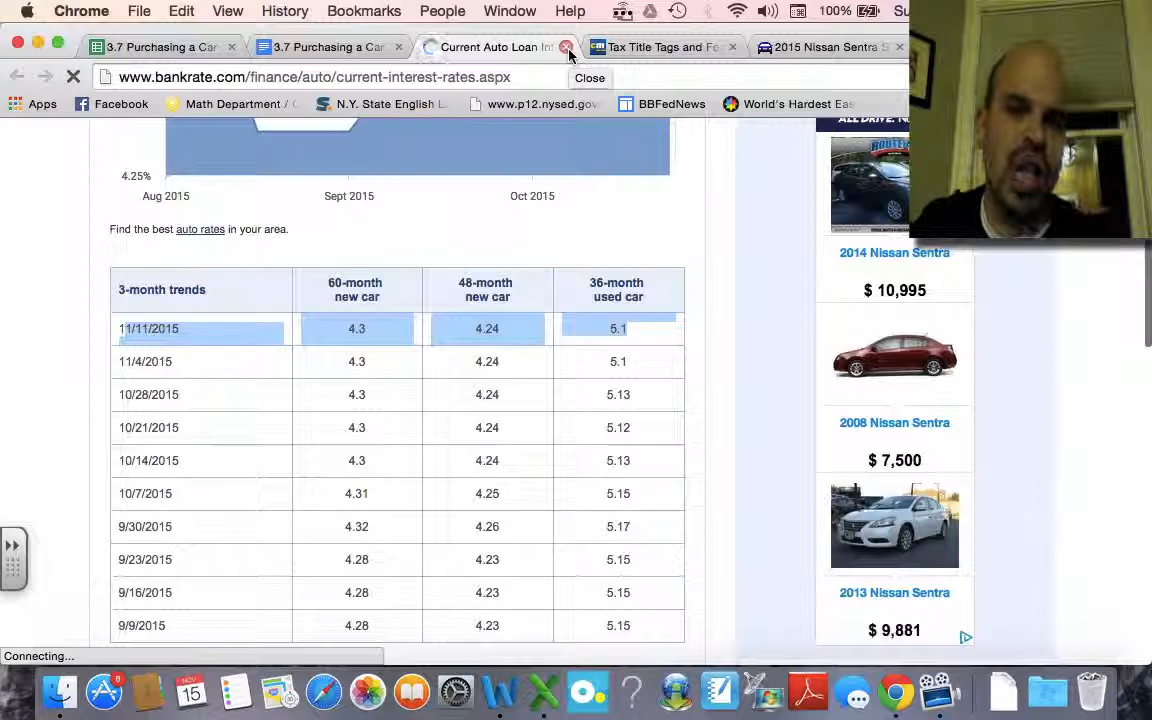 Chrome File Edit View History Bookmarks People Window Help 100%
3.7 Purchasing a Car 3.7 Purchasing a Car Current Auto Loan Tax Title Tags and Fe 2015 Nissan Sentra S
www.bankrate.com/finance/auto/current-interest-rates.aspx
Close
Apps Facebook Math Department / N.Y. State English L www.p12.nysed.gov BBFedNews World's Hardest
4.25%
Aug 2015 Sept 2015 Oct 2015
Find the best auto rates in your area.
3-month trends 60-month new car 48-month new car 36-month used car
11/11/2015 4.3 4.24 5.1
11/4/2015 4.3 4.24 5.1
10/28/2015 4.3 4.24 5.13
10/21/2015 4.3 4.24 5.12
10/14/2015 4.3 4.24 5.13
10/7/2015 4.31 4.25 5.15
9/30/2015 4.32 4.26 5.17
9/23/2015 4.28 4.23 5.15
9/16/2015 4.28 4.23 5.15
9/9/2015 4.28 4.23 5.15
2014 Nissan Sentra
$ 10,995
2008 Nissan Sentra
$ 7,500
2013 Nissan Sentra
$ 9,881
Connecting...
8
NOV
15